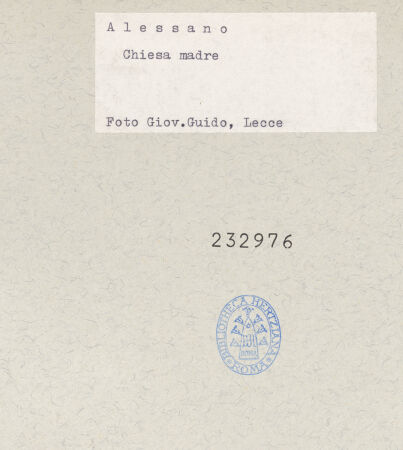 A l e s s a n o
Chiesa madre
Foto Giov.Guido, Lecce
232976
BIBLIOTHECA HERTZIANA
ROMA